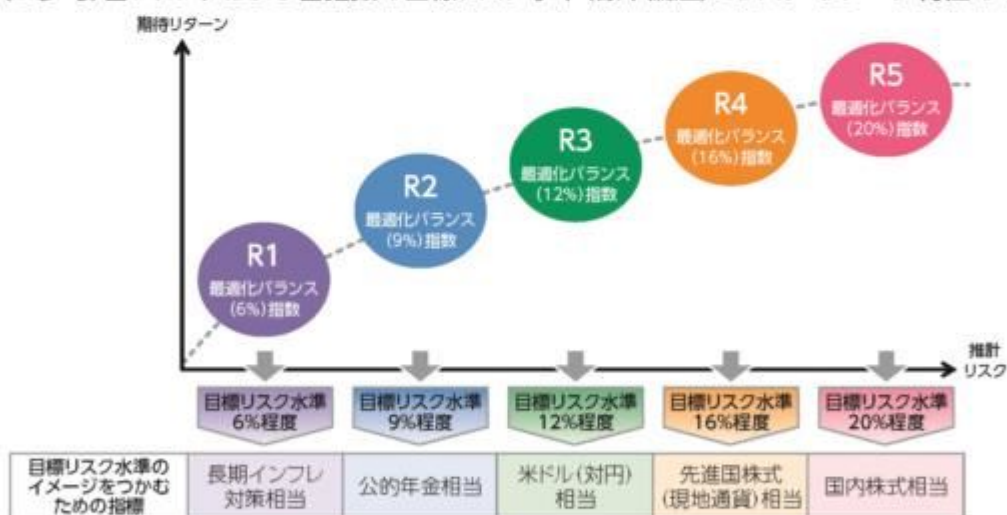 期待リターン
R1
最適化バランス
(6%)指数
R2
最適化バランス
(9%)指数
R3
最適化バランス
(12%)指数
R4
最適化バランス
(16%)指数
R5
最適化バランス
(20%)指数
推計
リスク
目標リスク水準
6%程度
目標リスク水準
9%程度
目標リスク水準
12%程度
目標リスク水準
16%程度
目標リスク水準
20%程度
目標リスク水準の
イメージをつかむ
ための指標
長期インフレ
対策相当
公的年金相当
米ドル(対円)
相当
先進国株式
(現地通貨)相当
国内株式相当